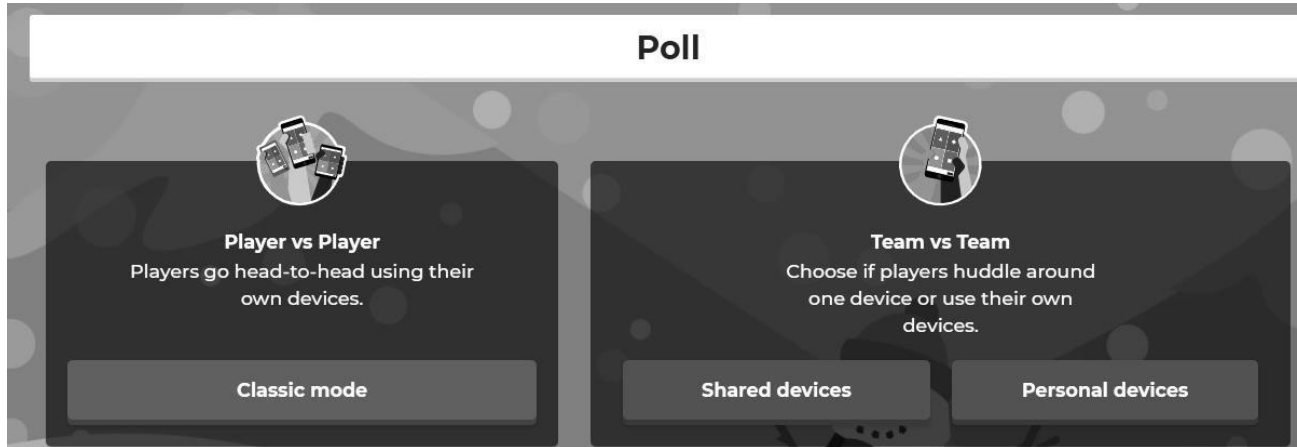 Poll
Player vs Player
Players go head-to-head using their
own devices.
Classic mode
Team vs Team
Choose if players huddle around
one device or use their own
devices.
Shared devices
Personal devices